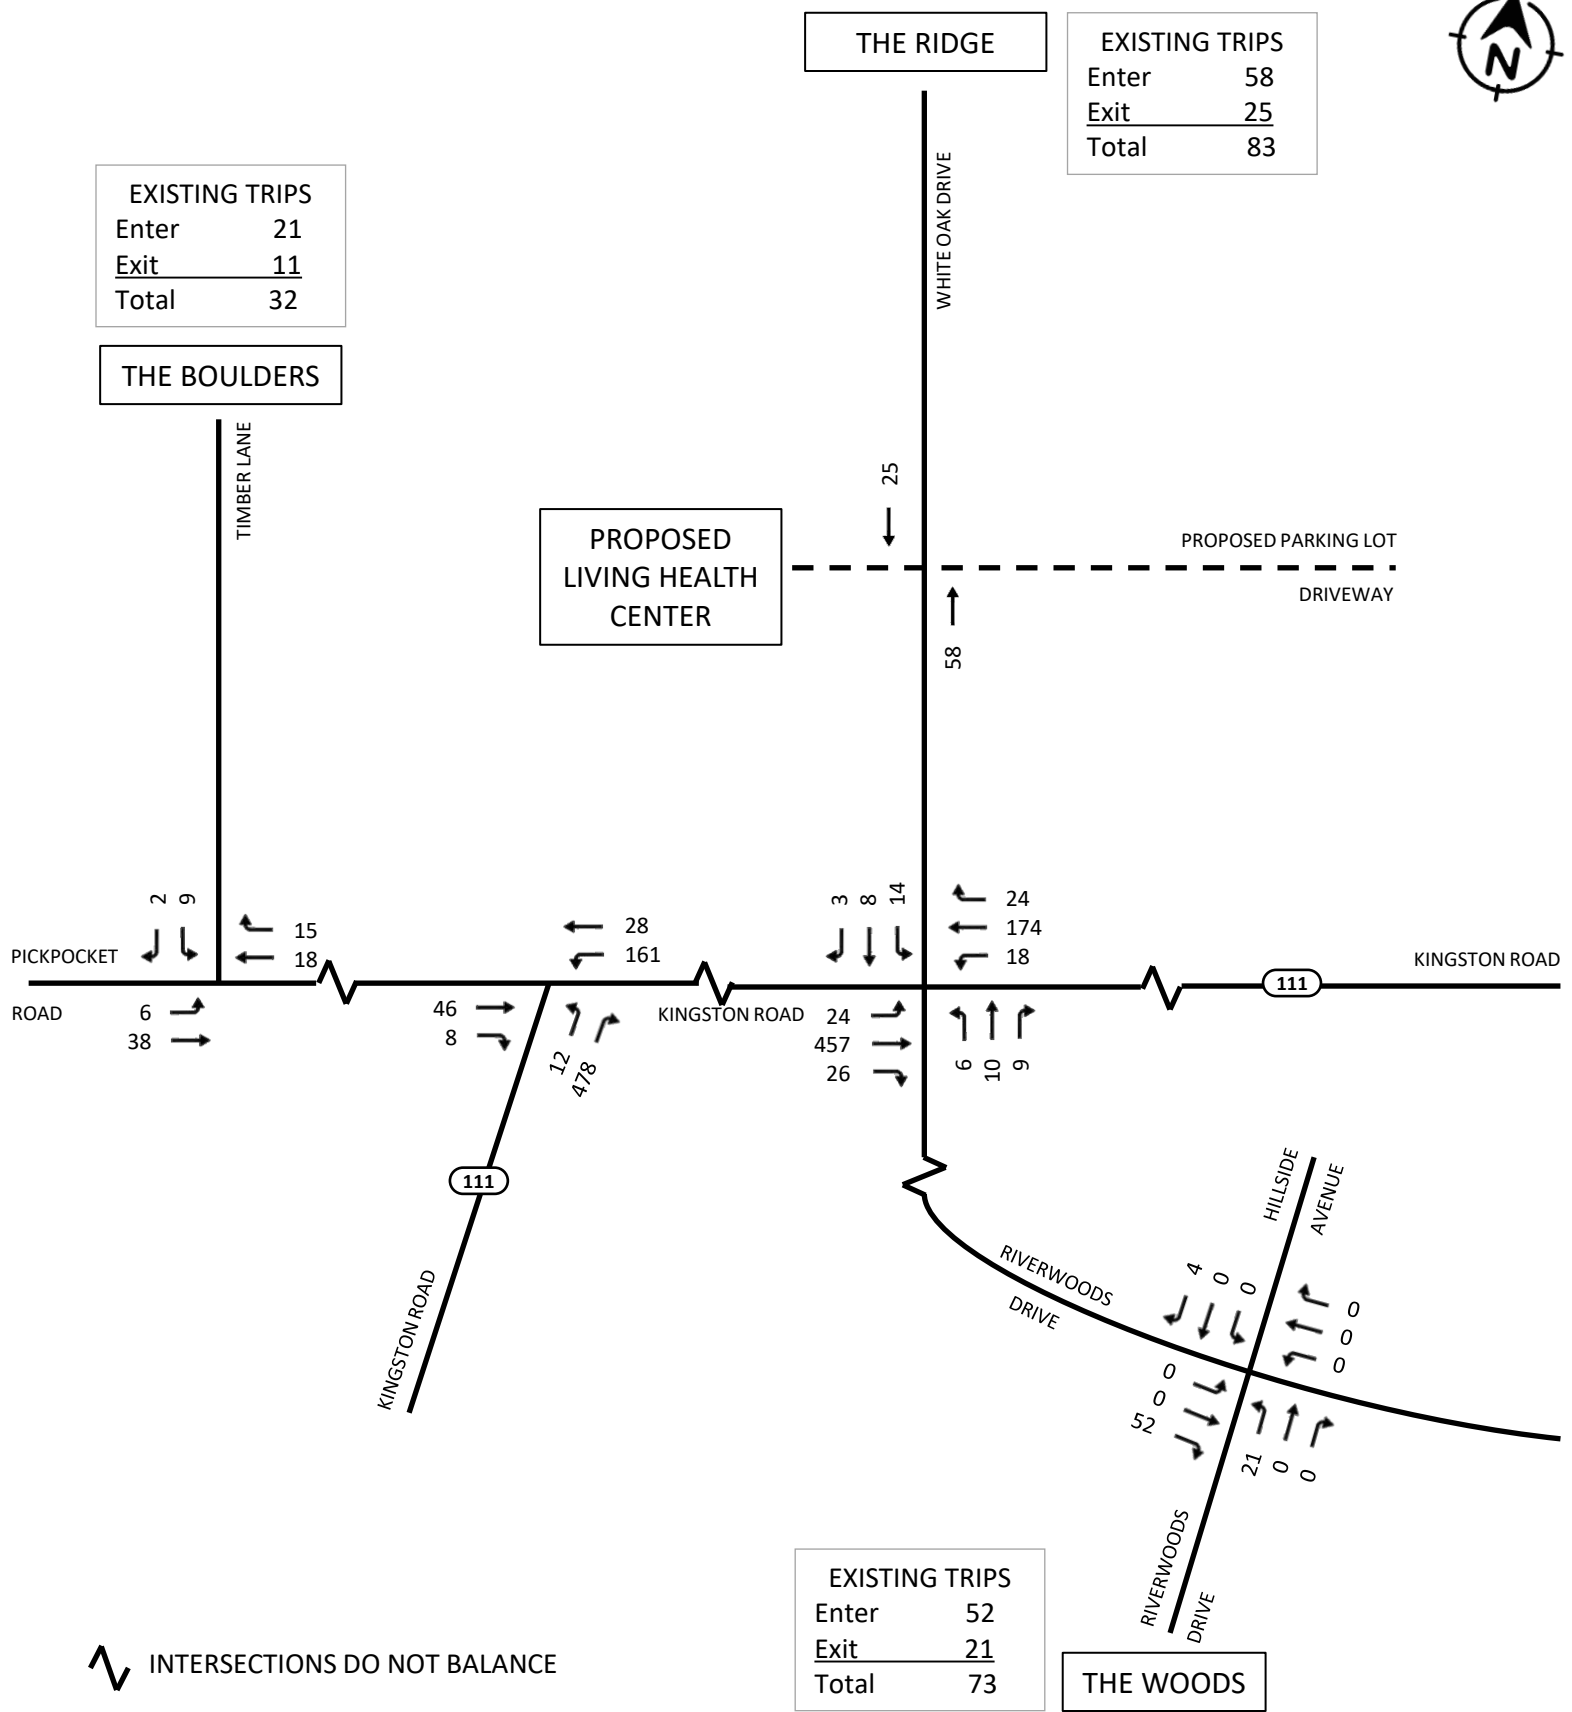 THE RIDGE
EXISTING TRIPS
Enter 58
Exit 25
Total 83
N
EXISTING TRIPS
Enter 21
Exit 11
Total 32
THE BOULDERS
TIMBER LANE
WHITE OAK DRIVE
25
PROPOSED
LIVING HEALTH
CENTER
PROPOSED PARKING LOT
DRIVEWAY
58
2 9
15
18
PICKPOCKET
ROAD
6
38
28
161
46
8
12
478
KINGSTON ROAD
3 8 14
24
174
18
24
457
26
6 10 9
111
KINGSTON ROAD
111
KINGSTON ROAD
RIVERWOODS
DRIVE
HILLSIDE
AVENUE
4 0 0
0
0
0
0
0
52
21 0 0
RIVERWOODS
DRIVE
EXISTING TRIPS
Enter 52
Exit 21
Total 73
THE WOODS
INTERSECTIONS DO NOT BALANCE